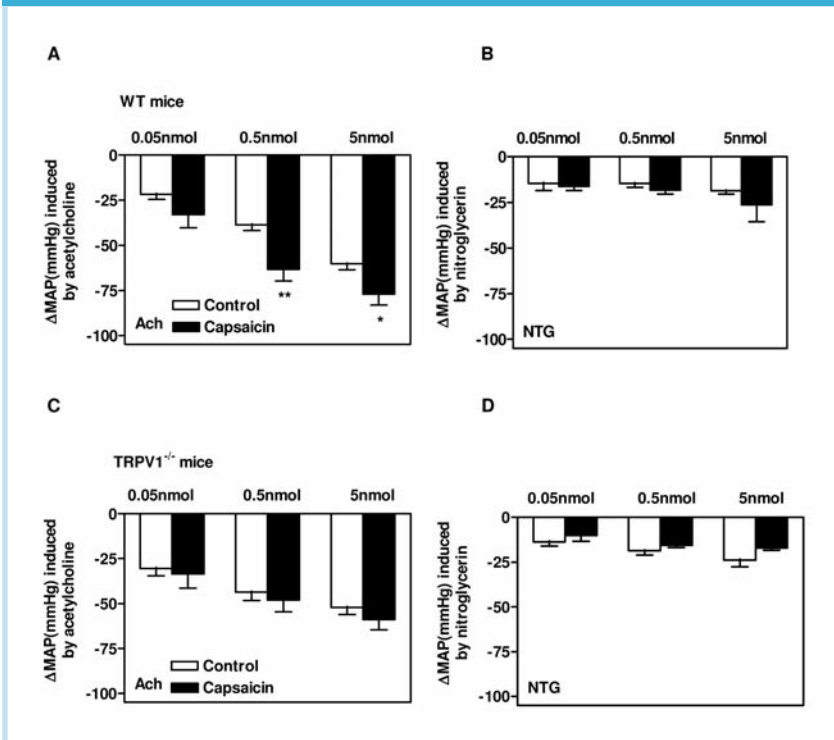 A
B
WT mice
0.05nmol 0.5nmol 5nmol
0
-25
-50
-75
-100
ΔMAP(mmHg) induced
by acetylcholine
**
*
Control
Ach Capsaicin
0.05nmol 0.5nmol 5nmol
0
-25
-50
-75
-100
ΔMAP(mmHg) induced
by nitroglycerin
NTG
C
D
TRPV1-/- mice
0.05nmol 0.5nmol 5nmol
0
-25
-50
-75
-100
ΔMAP(mmHg) induced
by acetylcholine
Control
Ach Capsaicin
0.05nmol 0.5nmol 5nmol
0
-25
-50
-75
-100
ΔMAP(mmHg) induced
by nitroglycerin
NTG